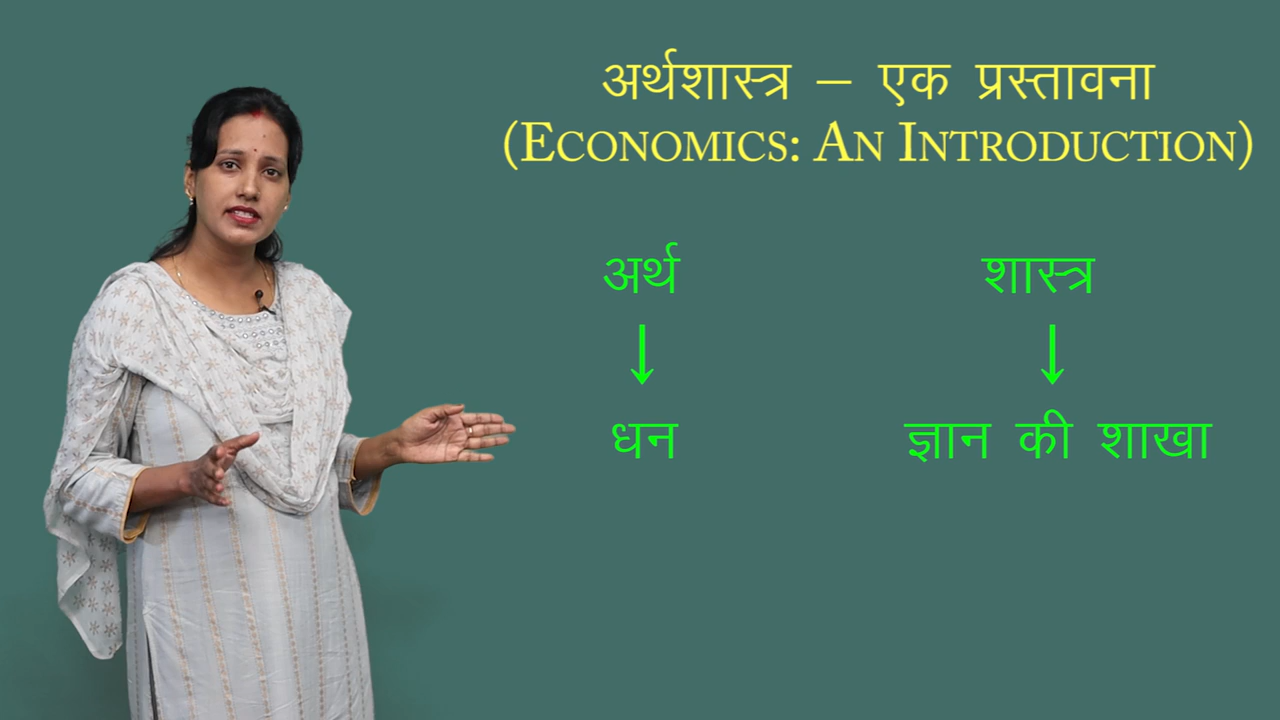 अर्थशास्त्र – एक प्रस्तावना
(ECONOMICS: AN INTRODUCTION)
अर्थ शास्त्र
↓ ↓
धन ज्ञान की शाखा